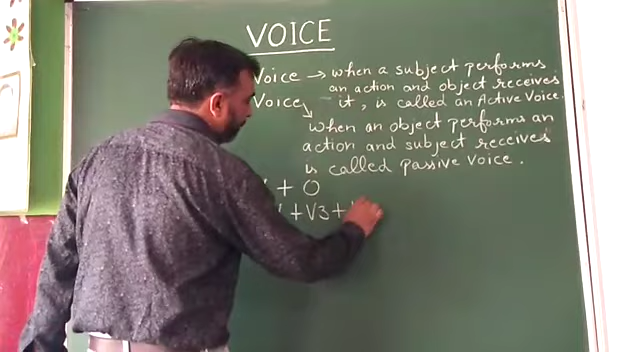 VOICE
Voice → when a subject performs
an action and object receives
Voice it, is called an Active Voice.
when an object performs an
action and subject receives
is called passive voice.
+ O
+ V3 +